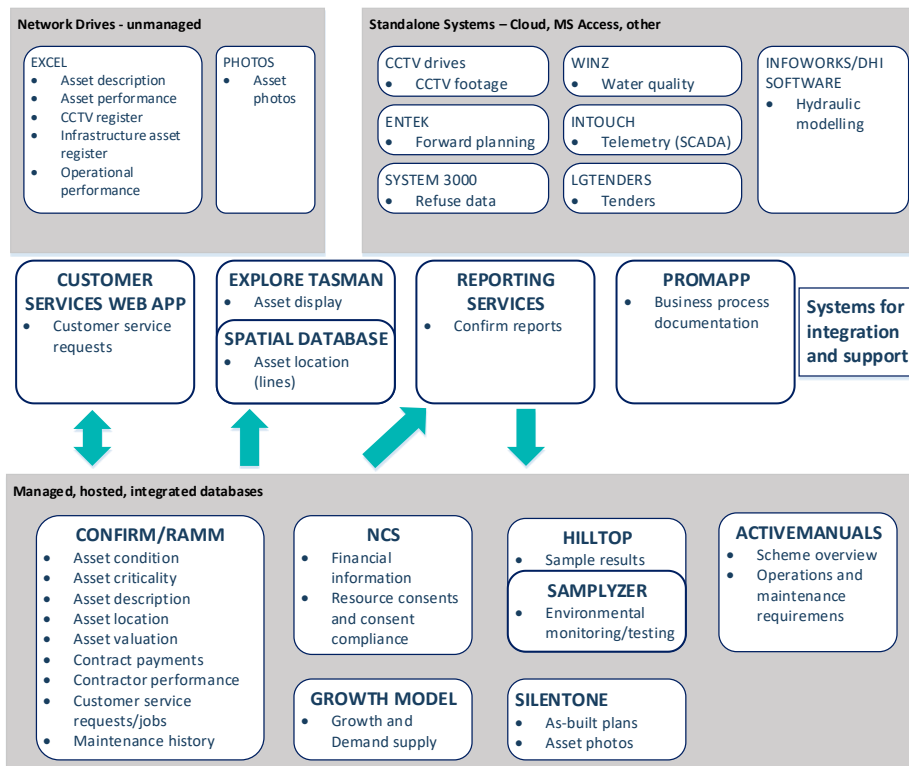 Network Drives - unmanaged
EXCEL
• Asset description
• Asset performance
• CCTV register
• Infrastructure asset
register
• Operational
performance
PHOTOS
• Asset
photos
Standalone Systems – Cloud, MS Access, other
CCTV drives
• CCTV footage
WINZ
• Water quality
INFOWORKS/DHI
SOFTWARE
• Hydraulic
modelling
ENTEK
• Forward planning
INTOUCH
• Telemetry (SCADA)
SYSTEM 3000
• Refuse data
LGTENDERS
• Tenders
CUSTOMER
SERVICES WEB APP
• Customer service
requests
EXPLORE TASMAN
• Asset display
SPATIAL DATABASE
• Asset location
(lines)
REPORTING
SERVICES
• Confirm reports
PROMAPP
• Business process
documentation
Systems for
integration
and support
Managed, hosted, integrated databases
CONFIRM/RAMM
• Asset condition
• Asset criticality
• Asset description
• Asset location
• Asset valuation
• Contract payments
• Contractor performance
• Customer service
requests/jobs
• Maintenance history
NCS
• Financial
information
• Resource consents
and consent
compliance
HILLTOP
• Sample results
SAMPLYZER
• Environmental
monitoring/testing
ACTIVEMANUALS
• Scheme overview
• Operations and
maintenance
requiremens
GROWTH MODEL
• Growth and
Demand supply
SILENTONE
• As-built plans
• Asset photos